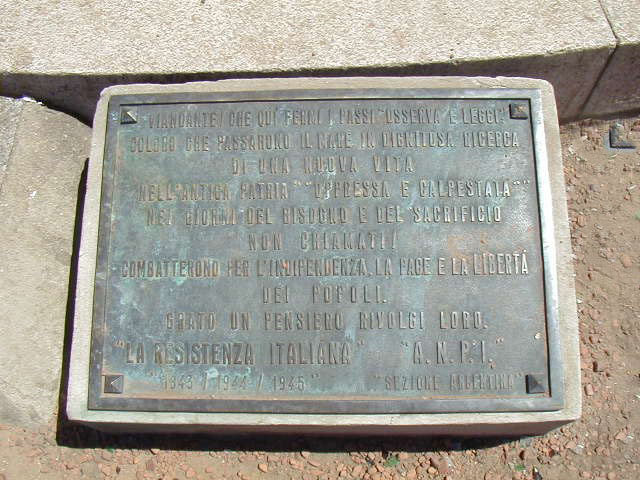 VIANDANTE! CHE QUI FERMI I PASSI "OSSERVA E LEGGI"
COLORO CHE PASSARONO IL MARE IN DIGNITOSA RICERCA
DI UNA NUOVA VITA
NELL'ANTICA PATRIA ""OPPRESSA E CALPESTATA""
NEI GIORNI DEL BISOGNO E DEL SACRIFICIO
NON CHIAMATI!
COMBATTERONO PER L'INDIPENDENZA, LA PACE E LA LIBERTÁ
DEI POPOLI.
GRATO UN PENSIERO RIVOLGI LORO.
"LA RESISTENZA ITALIANA" "A.N.P.I."
"1943 / 1944 / 1945" "SEZIONE ARGENTINA"